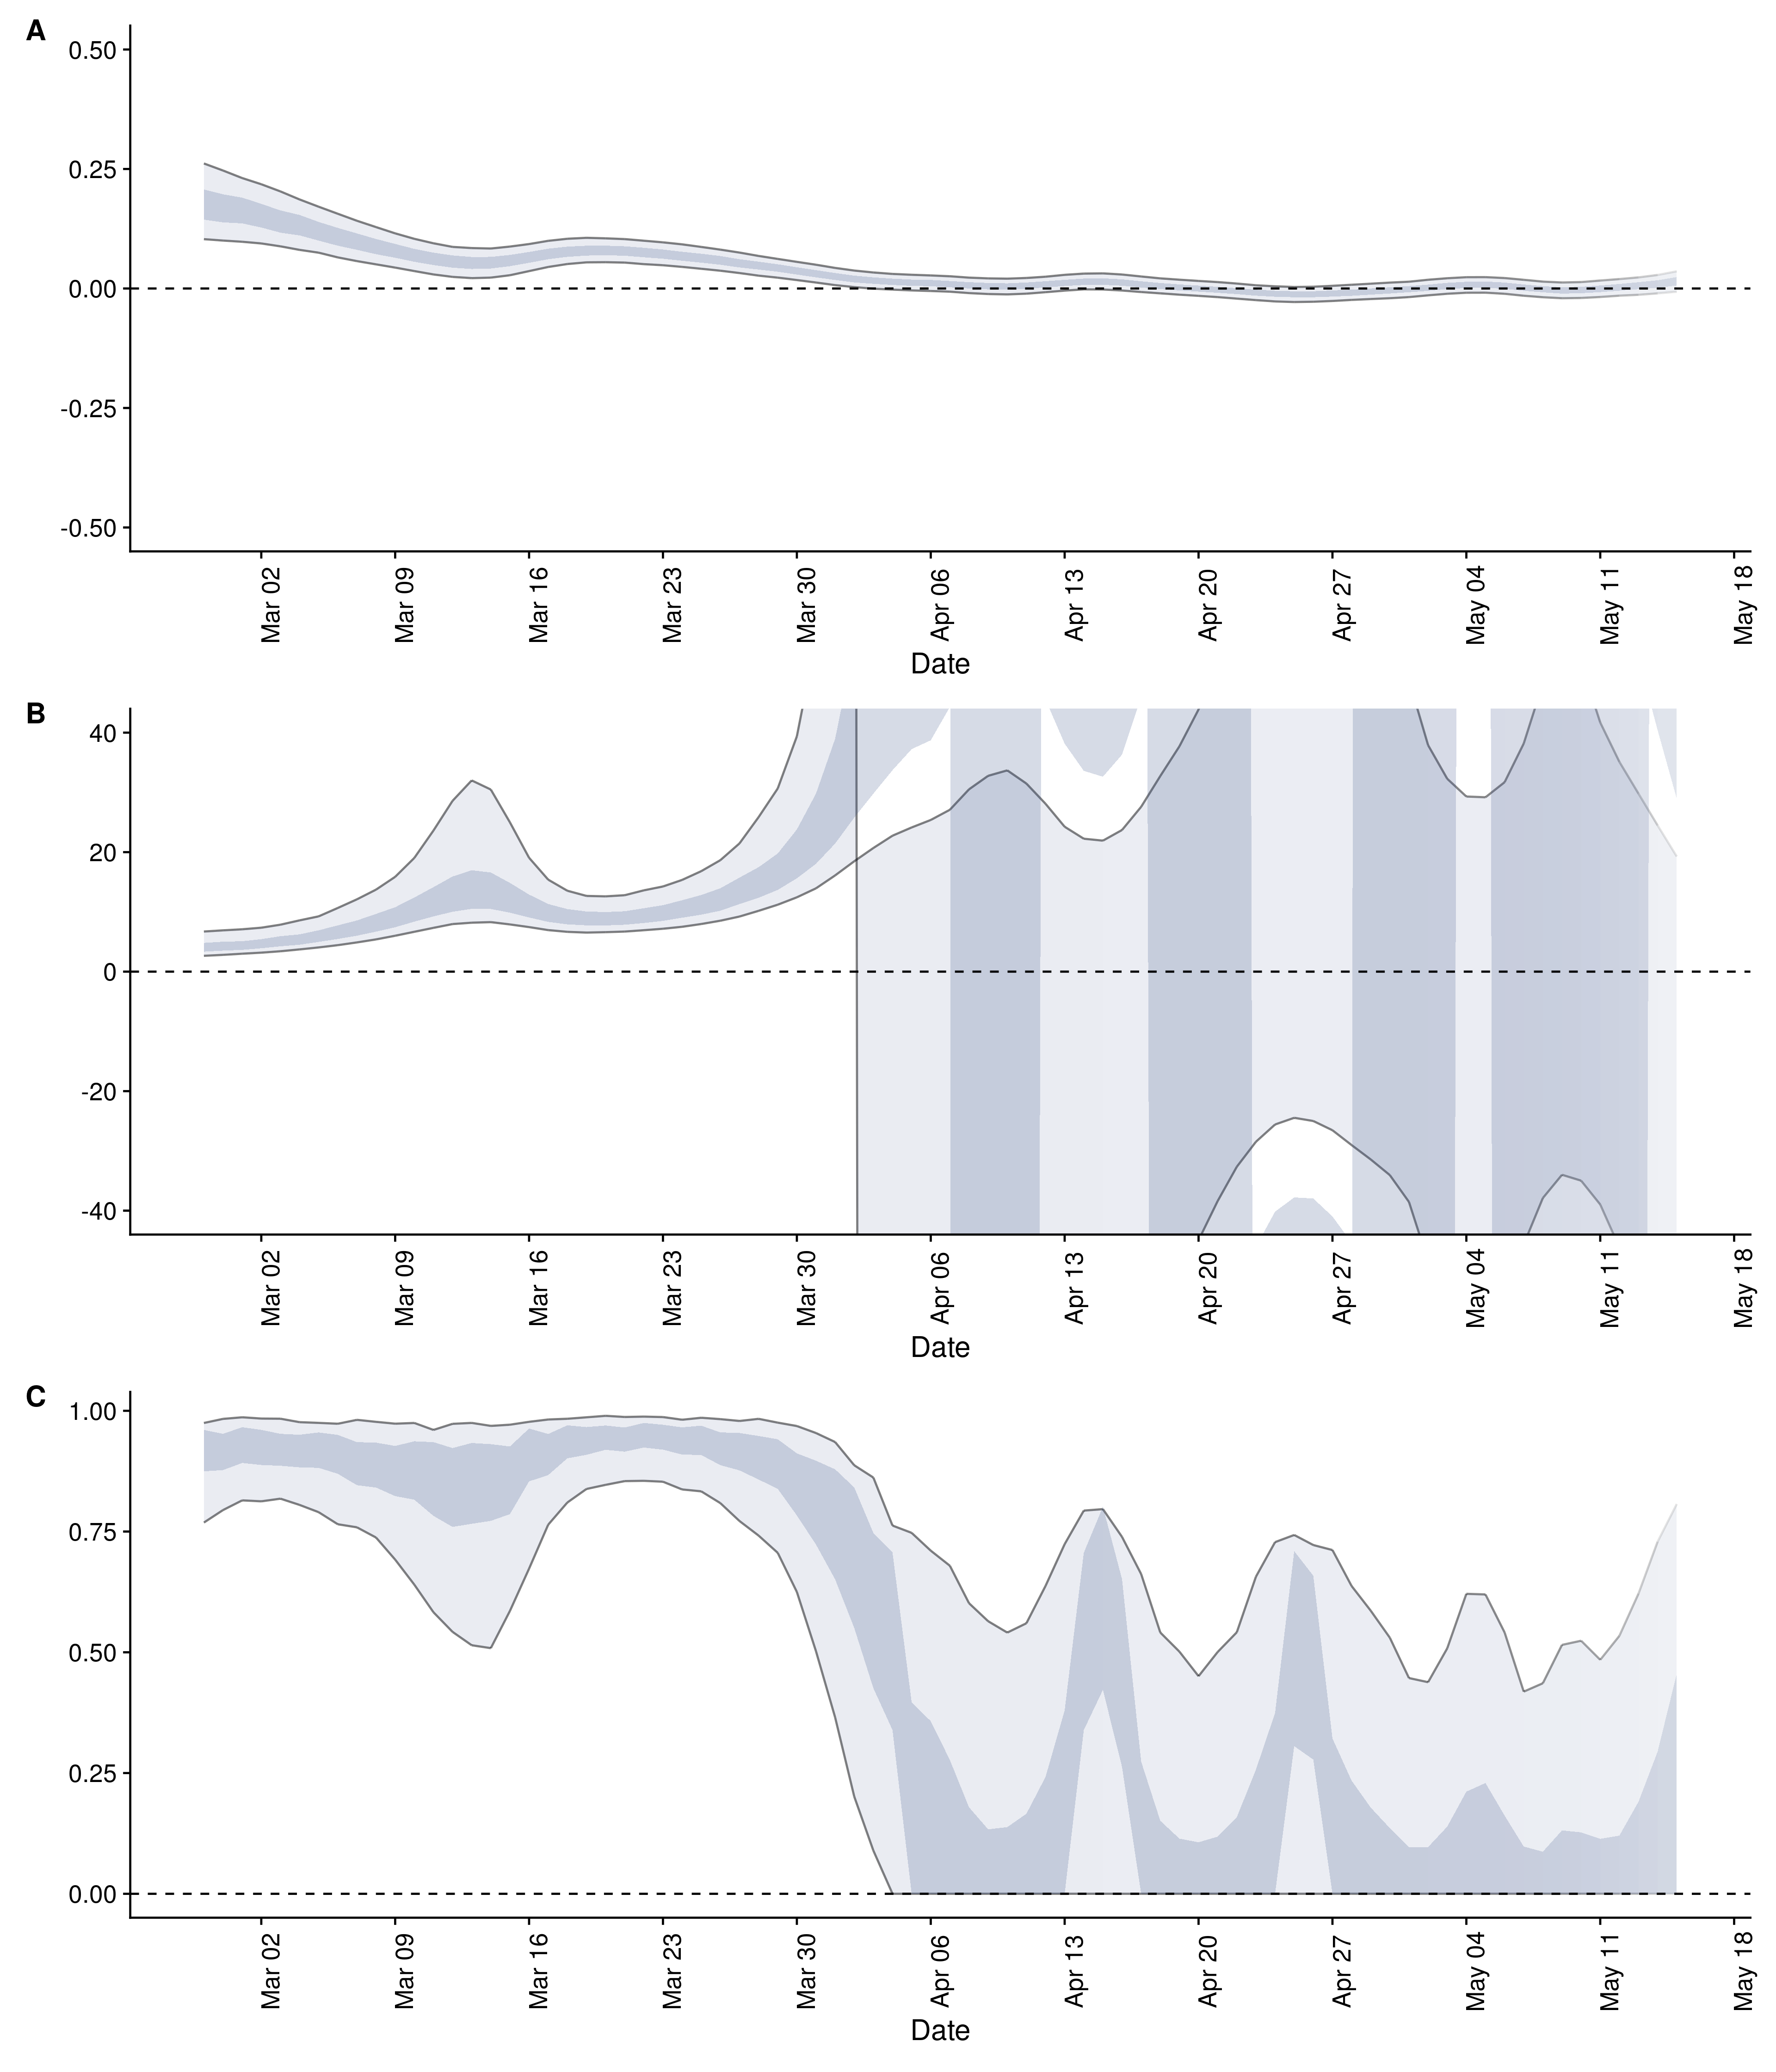 A
0.50
0.25
0.00
-0.25
-0.50
Mar 02
Mar 09
Mar 16
Mar 23
Mar 30
Apr 06
Apr 13
Apr 20
Apr 27
May 04
May 11
May 18
Date
B
40
20
0
-20
-40
Mar 02
Mar 09
Mar 16
Mar 23
Mar 30
Apr 06
Apr 13
Apr 20
Apr 27
May 04
May 11
May 18
Date
C
1.00
0.75
0.50
0.25
0.00
Mar 02
Mar 09
Mar 16
Mar 23
Mar 30
Apr 06
Apr 13
Apr 20
Apr 27
May 04
May 11
May 18
Date